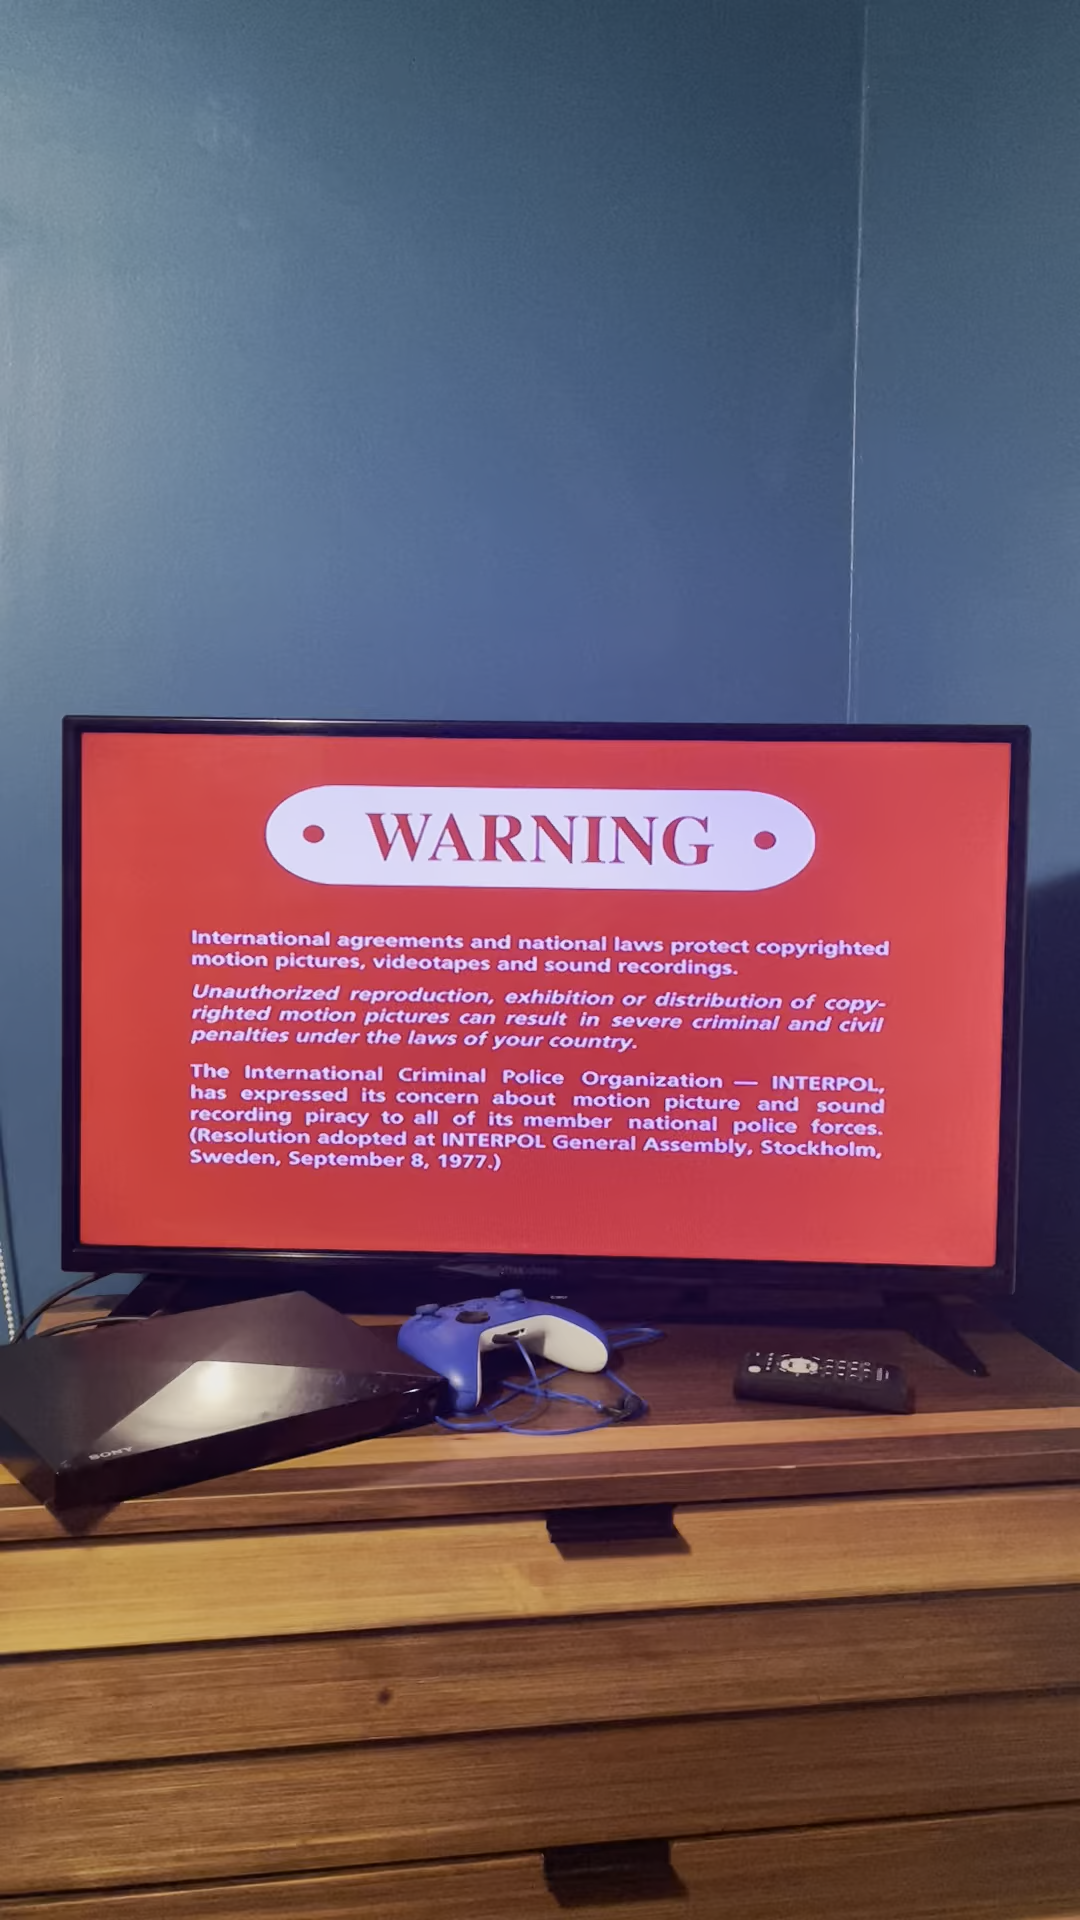 WARNING
International agreements and national laws protect copyrighted
motion pictures, videotapes and sound recordings.
Unauthorized reproduction, exhibition or distribution of copy-
righted motion pictures can result in severe criminal and civil
penalties under the laws of your country.
The International Criminal Police Organization — INTERPOL,
has expressed its concern about motion picture and sound
recording piracy to all of its member national police forces.
(Resolution adopted at INTERPOL General Assembly, Stockholm,
Sweden, September 8, 1977.)
SONY